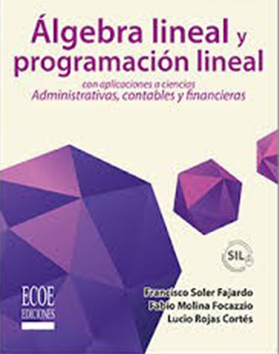 Álgebra lineal y
programación lineal
con aplicaciones a ciencias
Administrativas, contables y financieras
Francisco Soler Fajardo
Fabio Molina Focazzio
Lucio Rojas Cortés
SIL
ECOE
EDICIONES